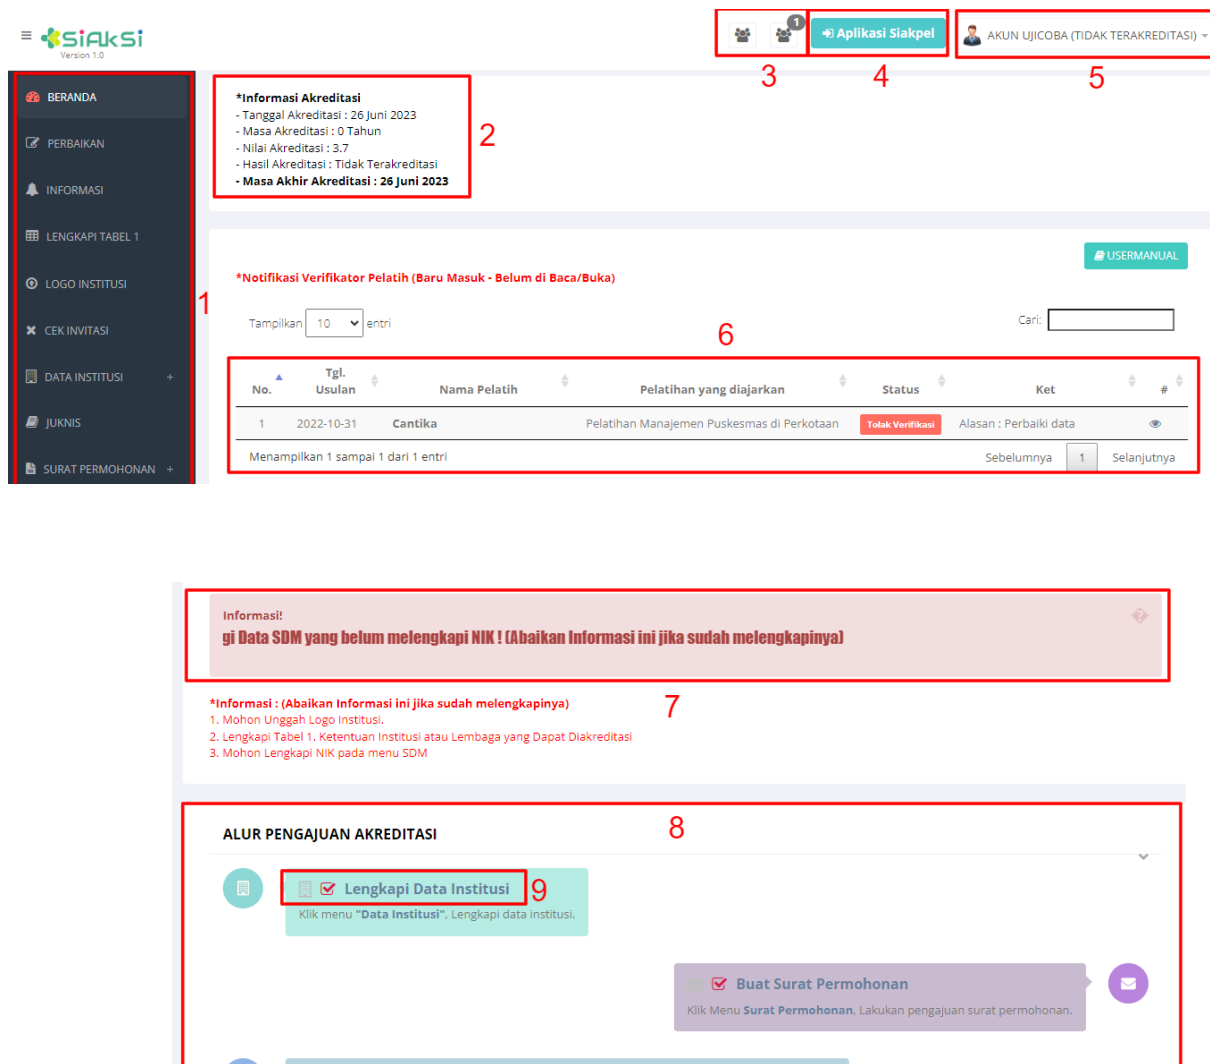 SiAkSi
Version 1.0
1
Aplikasi Siakpel
AKUN UJICOBA (TIDAK TERAKREDITASI)
3
4
5
BERANDA
PERBAIKAN
INFORMASI
LENGKAPI TABEL 1
LOGO INSTITUSI
CEK INVITASI
DATA INSTITUSI +
JUKNIS
SURAT PERMOHONAN +
1
*Informasi Akreditasi
- Tanggal Akreditasi : 26 Juni 2023
- Masa Akreditasi : 0 Tahun
- Nilai Akreditasi : 3.7
- Hasil Akreditasi : Tidak Terakreditasi
- Masa Akhir Akreditasi : 26 Juni 2023
2
USERMANUAL
*Notifikasi Verifikator Pelatih (Baru Masuk - Belum di Baca/Buka)
Tampilkan 10 entri
Cari:
6
No. Tgl. Usulan Nama Pelatih Pelatihan yang diajarkan Status Ket #
1 2022-10-31 Cantika Pelatihan Manajemen Puskesmas di Perkotaan Tolak Verifikasi Alasan : Perbaiki data
Menampilkan 1 sampai 1 dari 1 entri
Sebelumnya 1 Selanjutnya
Informasi!
gi Data SDM yang belum melengkapi NIK ! (Abaikan Informasi ini jika sudah melengkapinya)
7
*Informasi : (Abaikan Informasi ini jika sudah melengkapinya)
1. Mohon Unggah Logo Institusi.
2. Lengkapi Tabel 1. Ketentuan Institusi atau Lembaga yang Dapat Diakreditasi
3. Mohon Lengkapi NIK pada menu SDM
8
ALUR PENGAJUAN AKREDITASI
Lengkapi Data Institusi
9
Klik menu "Data Institusi", Lengkapi data institusi.
Buat Surat Permohonan
Klik Menu Surat Permohonan, Lakukan pengajuan surat permohonan.